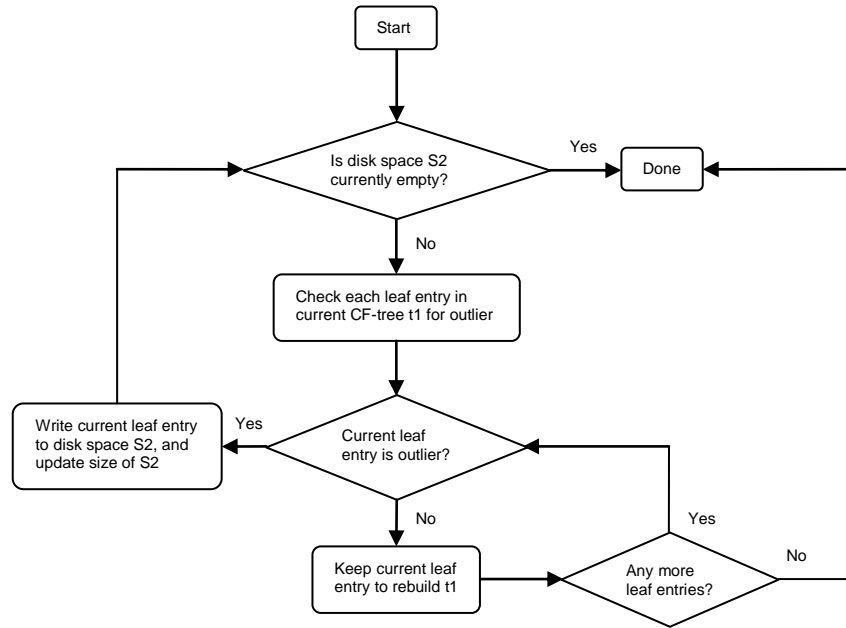 Start
Is disk space S2
currently empty?
Yes
Done
No
Check each leaf entry in
current CF-tree t1 for outlier
Write current leaf entry
to disk space S2, and
update size of S2
Yes
Current leaf
entry is outlier?
No
Yes
Keep current leaf
entry to rebuild t1
Any more
leaf entries?
No